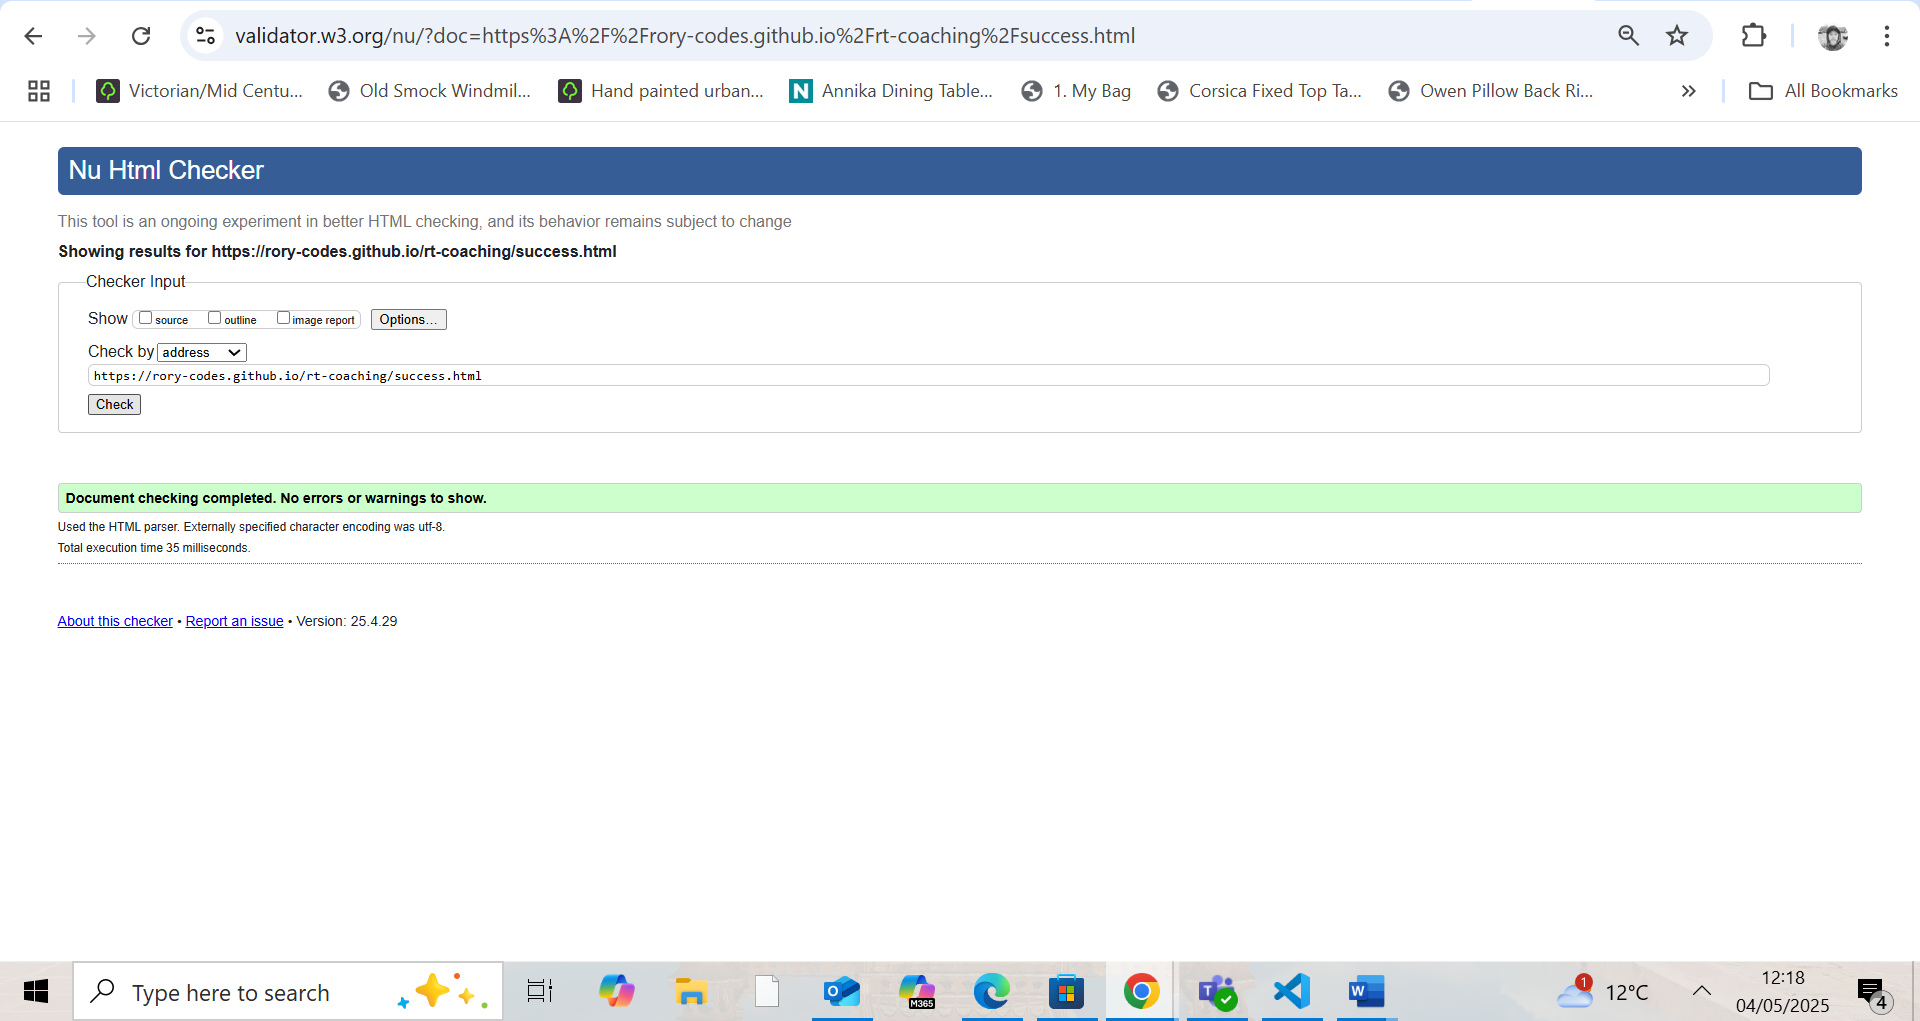 validator.w3.org/nu/?doc=https%3A%2F%2Frory-codes.github.io%2Frt-coaching%2Fsuccess.html
Victorian/Mid Centu... Old Smock Windmil... Hand painted urban... N Annika Dining Table... 1. My Bag Corsica Fixed Top Ta... Owen Pillow Back Ri... » All Bookmarks
Nu Html Checker
This tool is an ongoing experiment in better HTML checking, and its behavior remains subject to change
Showing results for https://rory-codes.github.io/rt-coaching/success.html
Checker Input
Show source outline image report Options...
Check by address
https://rory-codes.github.io/rt-coaching/success.html
Check
Document checking completed. No errors or warnings to show.
Used the HTML parser. Externally specified character encoding was utf-8.
Total execution time 35 milliseconds.
About this checker • Report an issue • Version: 25.4.29
Type here to search
O
M365
T
W
1
12°C
12:18
04/05/2025
4